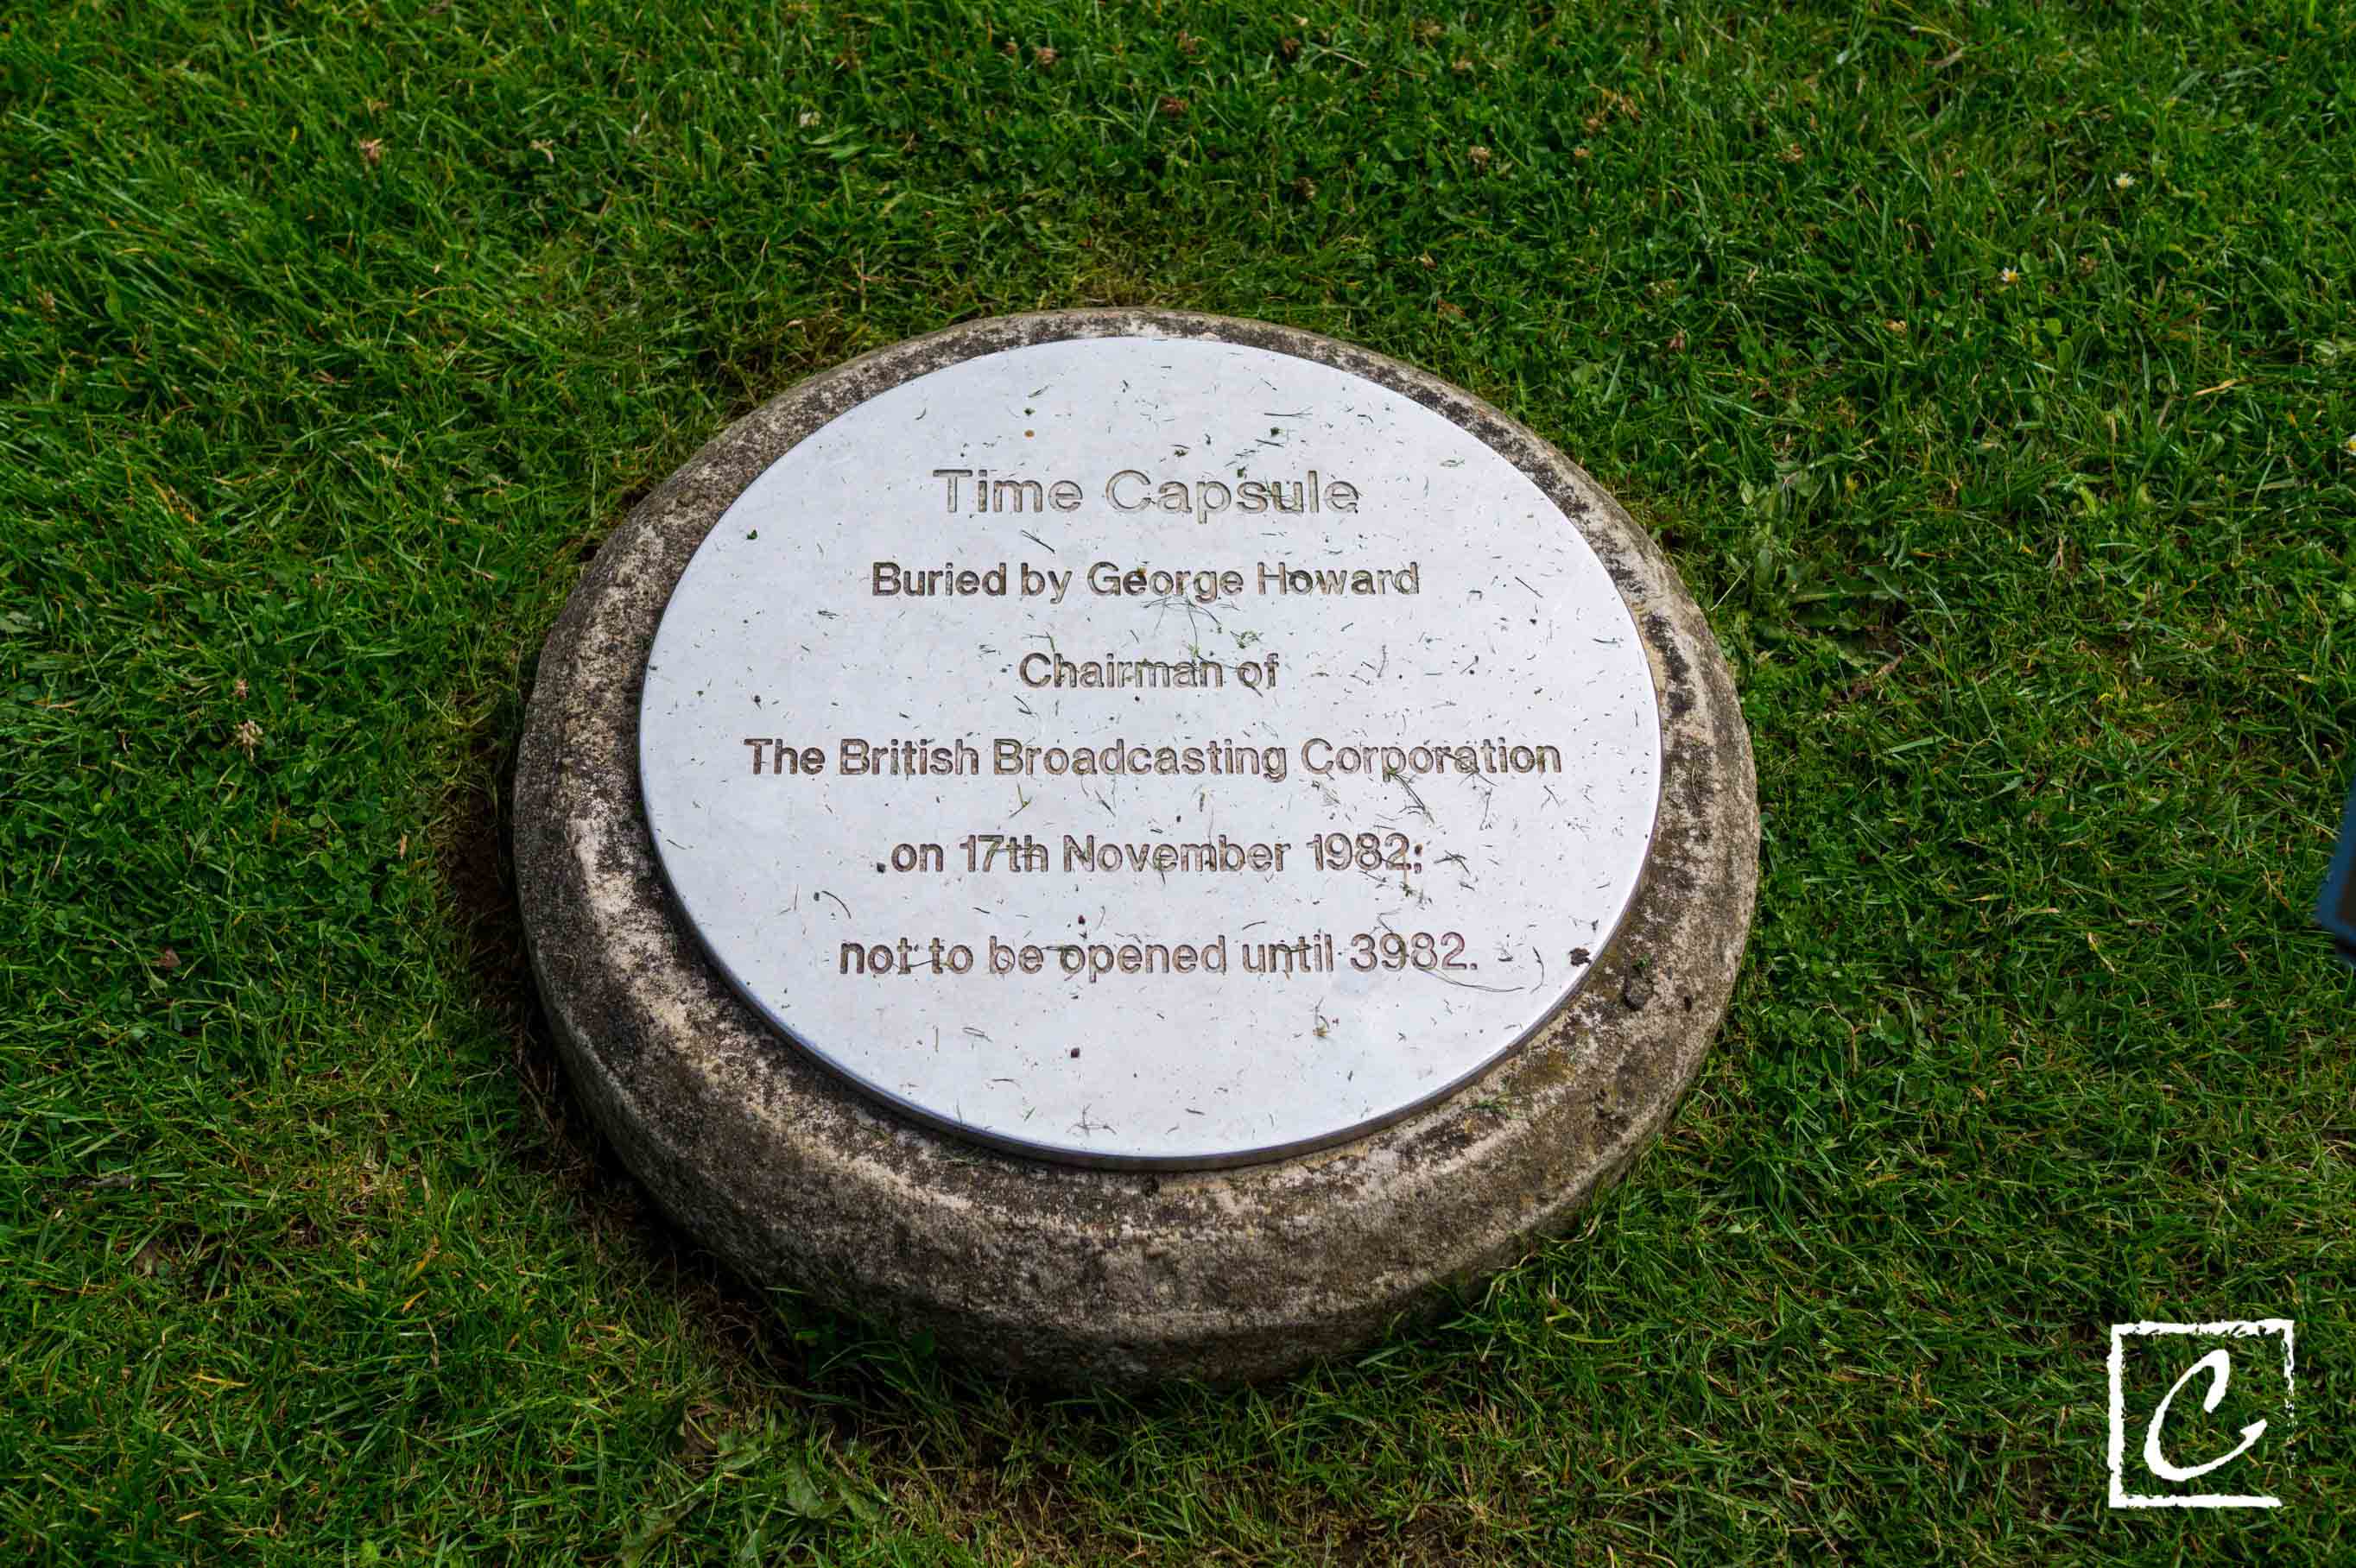 Time Capsule
Buried by George Howard
Chairman of
The British Broadcasting Corporation
on 17th November 1982;
not to be opened until 3982.
C